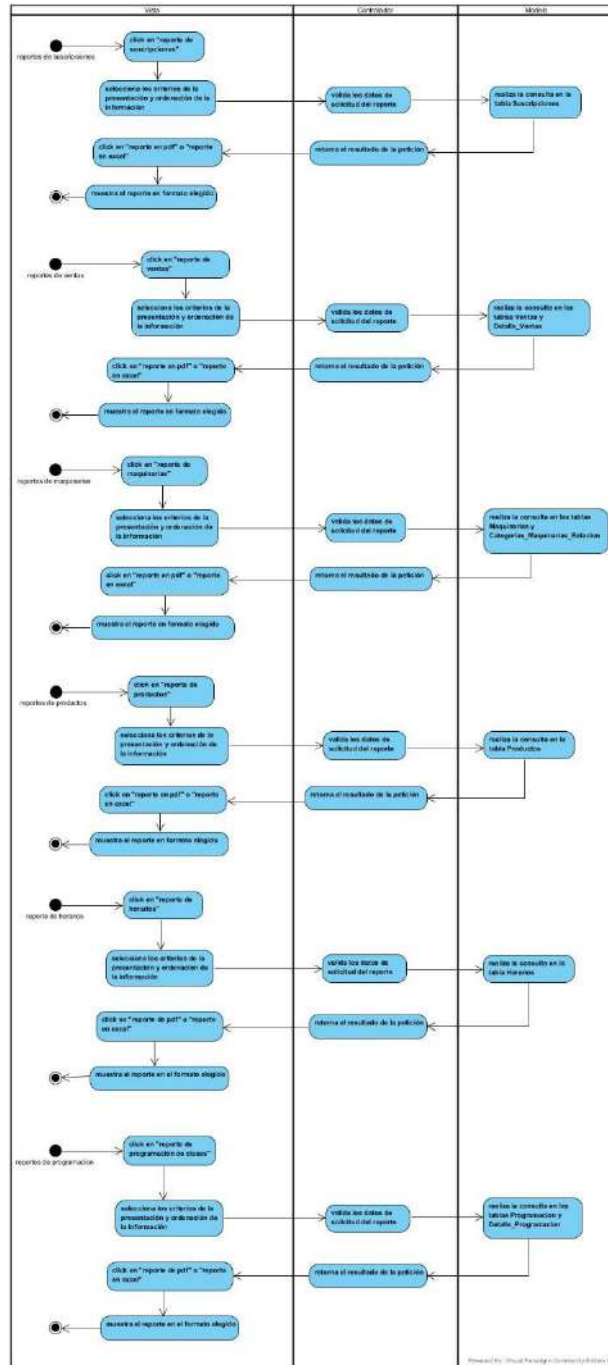 Vista
Controlador
Modelo
click en "reporte de
suscripciones"
reportes de suscripciones
selecciona los criterios de la
presentación y ordenación de la
información
valida los datos de
solicitud del reporte
realiza la consulta en la
tabla Suscripciones
click en "reporte en pdf" o "reporte
en excel"
retorna el resultado de la petición
muestra el reporte en formato elegido
click en "reporte de
ventas"
reportes de ventas
selecciona los criterios de la
presentación y ordenación de la
información
valida los datos de
solicitud del reporte
realiza la consulta en las
tablas Ventas y
Detalle_Ventas
click en "reporte en pdf" o "reporte
en excel"
retorna el resultado de la petición
muestra el reporte en formato elegido
click en "reporte de
maquinarias"
reportes de maquinarias
selecciona los criterios de la
presentación y ordenación de
la información
valida los datos de
solicitud del reporte
realiza la consulta en las tablas
Maquinarias y
Categorias_Maquinarias_Relacion
click en "reporte en pdf" o "reporte
en excel"
retorna el resultado de la petición
muestra el reporte en formato elegido
click en "reporte de
productos"
reportes de productos
selecciona los criterios de la
presentación y ordenación de
la información
valida los datos de
solicitud del reporte
realiza la consulta en la
tabla Productos
click en "reporte en pdf" o "reporte
en excel"
retorna el resultado de la petición
muestra el reporte en formato elegido
click en "reporte de
horarios"
reporte de horarios
selecciona los criterios de la
presentación y ordenación de
la información
valida los datos de
solicitud del reporte
realiza la consulta en la
tabla Horarios
click en "reporte de pdf" o "reporte
en excel"
retorna el resultado de la petición
muestra el reporte en el formato elegido
click en "reporte de
programación de clases"
reportes de programacion
selecciona los criterios de la
presentación y ordenación de
la información
valida los datos de
solicitud del reporte
realiza la consulta en las
tablas Programacion y
Detalle_Programacion
click en "reporte de pdf" o "reporte
en excel"
retorna el resultado de la petición
muestra el reporte en el formato elegido
Powered By Visual Paradigm Community Edition